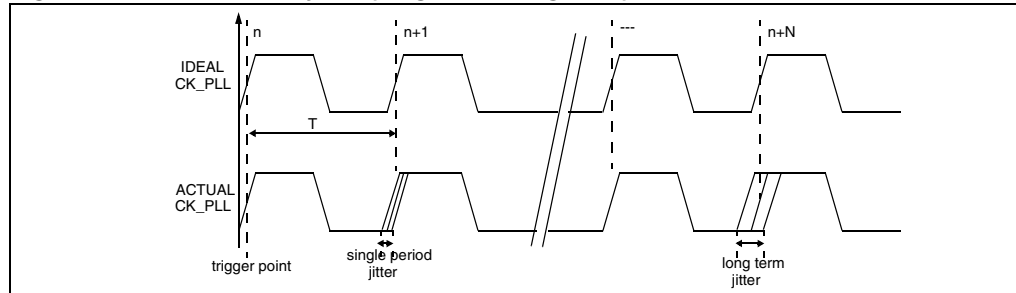 n
n+1
---
n+N
IDEAL
CK_PLL
T
ACTUAL
CK_PLL
trigger point
single period
jitter
long term
jitter